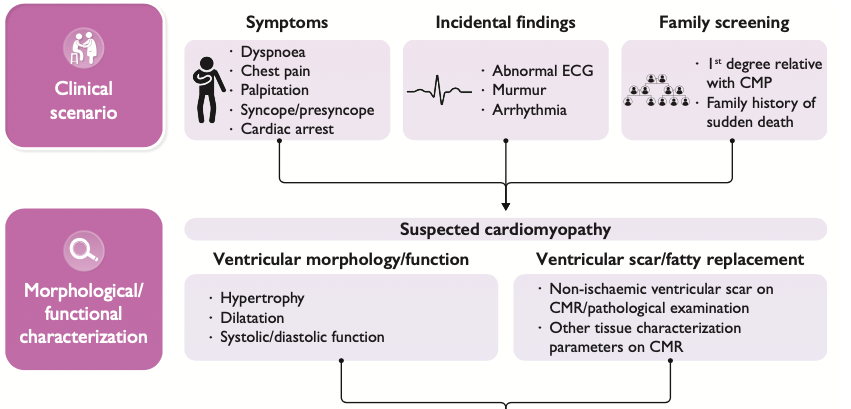 Clinical
scenario
Symptoms
· Dyspnoea
· Chest pain
· Palpitation
· Syncope/presyncope
· Cardiac arrest
Incidental findings
· Abnormal ECG
· Murmur
· Arrhythmia
Family screening
· 1st degree relative
with CMP
· Family history of
sudden death
Morphological/
functional
characterization
Suspected cardiomyopathy
Ventricular morphology/function
· Hypertrophy
· Dilatation
· Systolic/diastolic function
Ventricular scar/fatty replacement
· Non-ischaemic ventricular scar on
CMR/pathological examination
· Other tissue characterization
parameters on CMR